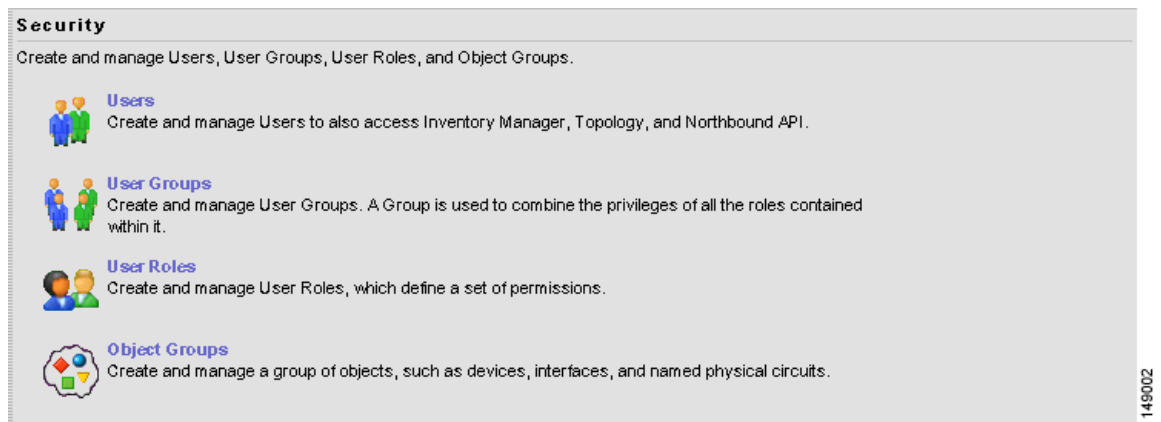 Security
Create and manage Users, User Groups, User Roles, and Object Groups.
Users
Create and manage Users to also access Inventory Manager, Topology, and Northbound API.
User Groups
Create and manage User Groups. A Group is used to combine the privileges of all the roles contained
within it.
User Roles
Create and manage User Roles, which define a set of permissions.
Object Groups
Create and manage a group of objects, such as devices, interfaces, and named physical circuits.
149002